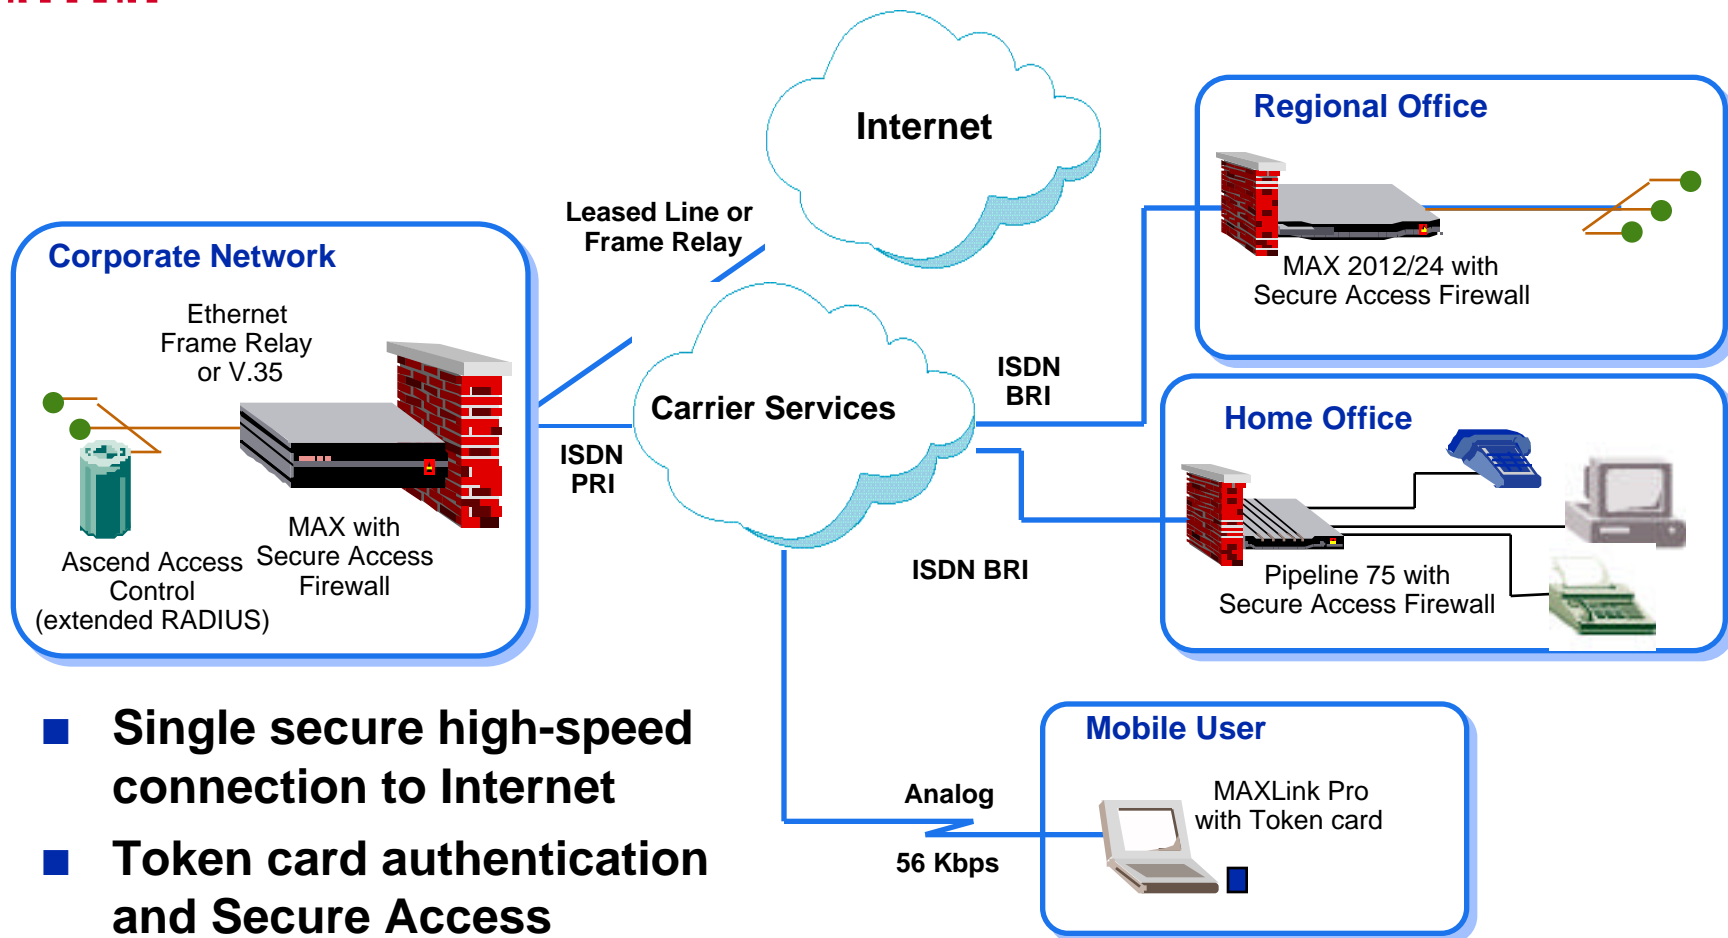 Internet
Regional Office
MAX 2012/24 with
Secure Access Firewall
Leased Line or
Frame Relay
Corporate Network
Ethernet
Frame Relay
or V.35
MAX with
Secure Access
Firewall
Ascend Access
Control
(extended RADIUS)
ISDN
PRI
Carrier Services
ISDN
BRI
Home Office
Pipeline 75 with
Secure Access Firewall
ISDN BRI
Mobile User
MAXLink Pro
with Token card
Analog
56 Kbps
Single secure high-speed
connection to Internet
Token card authentication
and Secure Access